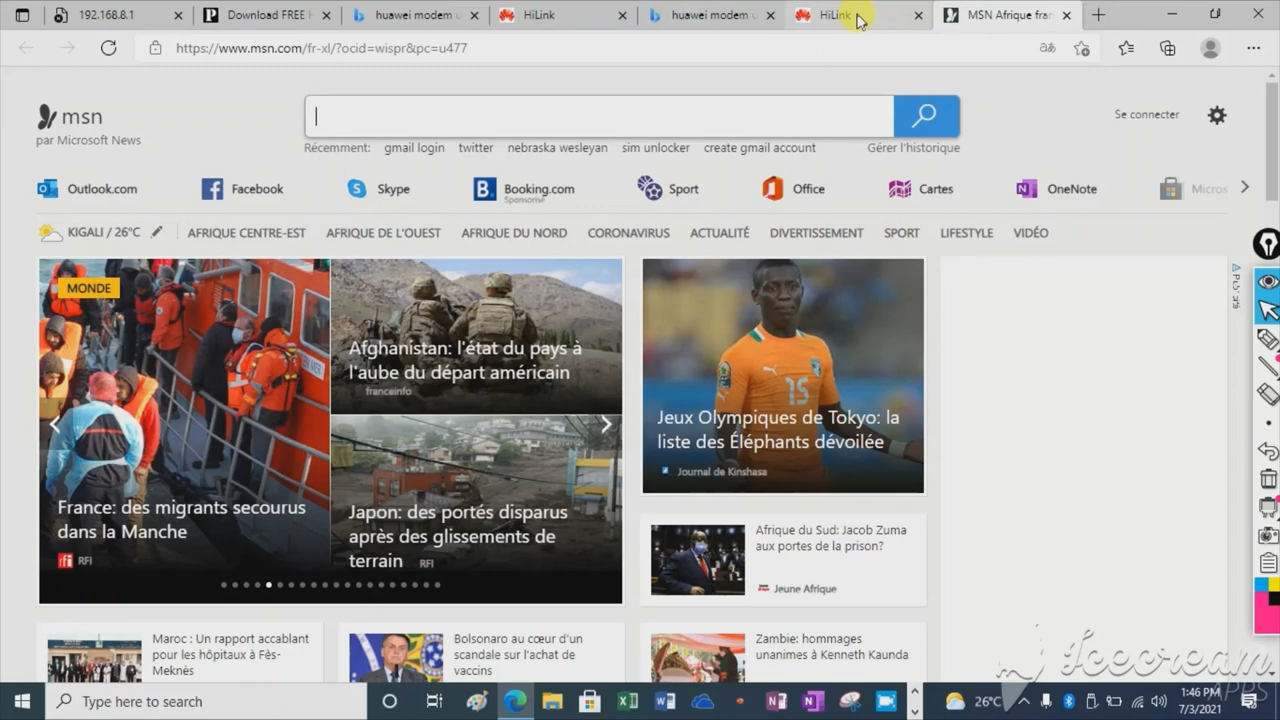 192.168.8.1
Download FREE
huawei modem u
HiLink
huawei modem u
HiLink
MSN Afrique fran
https://www.msn.com/fr-xl/?ocid=wispr&pc=u477
msn
par Microsoft News
Se connecter
Récemment: gmail login twitter nebraska wesleyan sim unlocker create gmail account Gérer l'historique
Outlook.com
Facebook
Skype
Booking.com
Sponsorisé
Sport
Office
Cartes
OneNote
Micros
KIGALI / 26°C
AFRIQUE CENTRE-EST AFRIQUE DE L'OUEST AFRIQUE DU NORD CORONAVIRUS ACTUALITÉ DIVERTISSEMENT SPORT LIFESTYLE VIDÉO
MONDE
France: des migrants secourus
dans la Manche
rfi RFI
Afghanistan: l'état du pays à
l'aube du départ américain
franceinfo
Japon: des portés disparus
après des glissements de
terrain RFI
15
Jeux Olympiques de Tokyo: la
liste des Éléphants dévoilée
Journal de Kinshasa
Afrique du Sud: Jacob Zuma
aux portes de la prison?
Jeune Afrique
Maroc : Un rapport accablant
pour les hôpitaux à Fès-
Meknès
Bolsonaro au cœur d'un
scandale sur l'achat de
vaccins
Zambie: hommages
unanimes à Kenneth Kaunda
Icecream
APPS
Type here to search
26°C
1:46 PM
7/3/2021